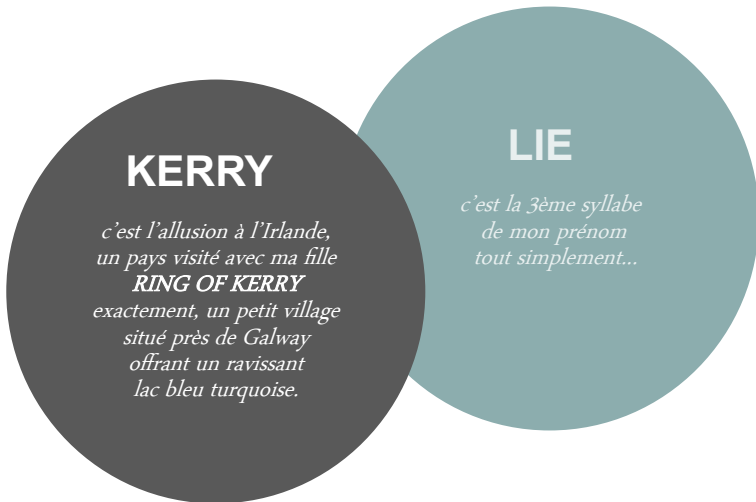 KERRY
c'est l'allusion à l'Irlande,
un pays visité avec ma fille
RING OF KERRY
exactement, un petit village
situé près de Galway
offrant un ravissant
lac bleu turquoise.
LIE
c'est la 3ème syllabe
de mon prénom
tout simplement...